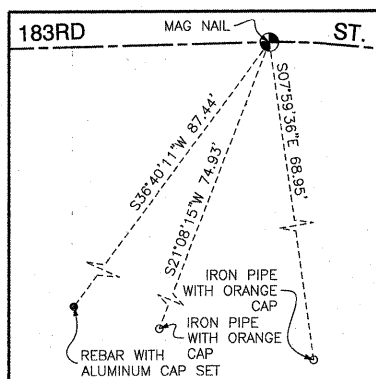 MAG NAIL
183RD ST.
S36°40'11"W 87.44'
S21°08'15"W 74.93'
S07°59'36"E 68.95'
IRON PIPE
WITH ORANGE
CAP
IRON PIPE
WITH ORANGE
CAP
REBAR WITH
ALUMINUM CAP SET